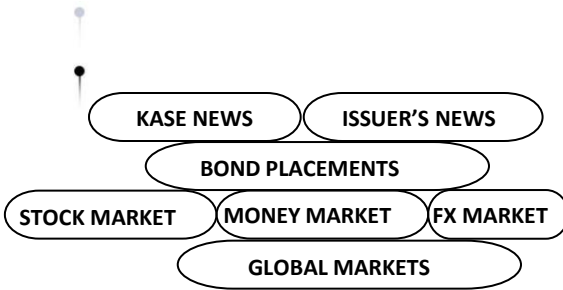 KASE NEWS ISSUER’S NEWS
BOND PLACEMENTS
STOCK MARKET MONEY MARKET FX MARKET
GLOBAL MARKETS